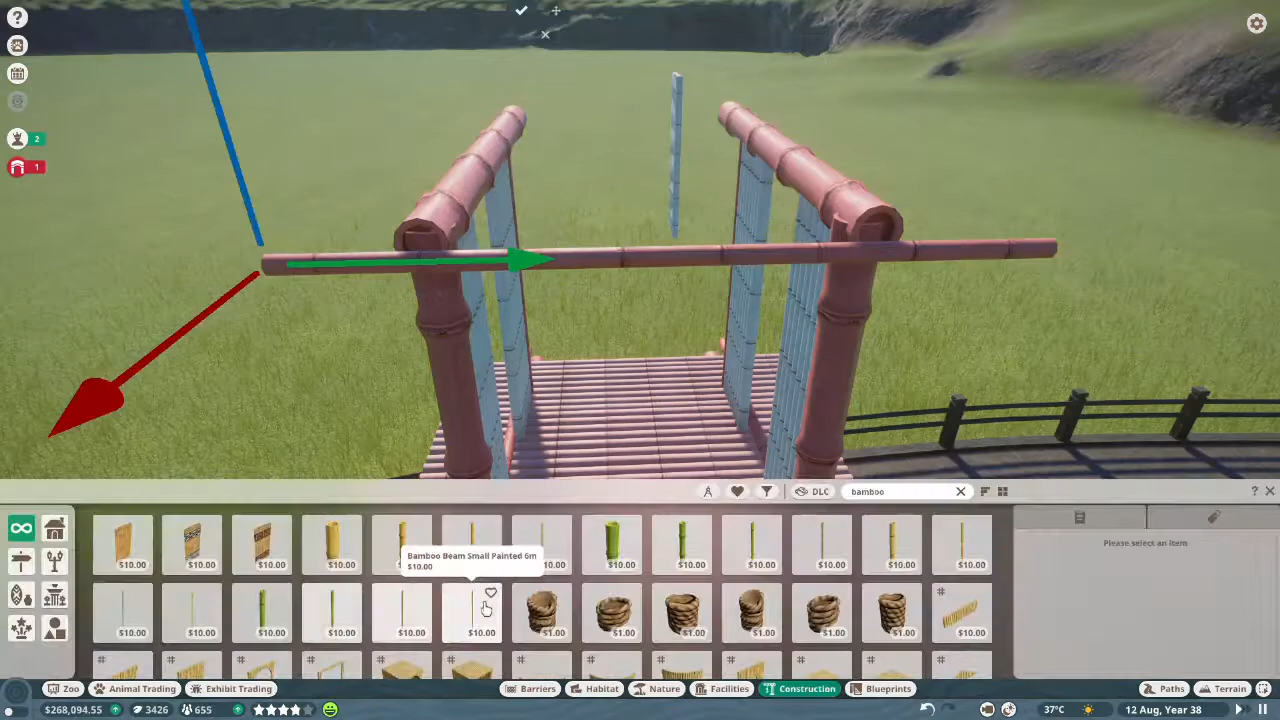 2
1
DLC
bamboo
?
$10.00 $10.00 $10.00 $10.00 $10.00 $10.00 $10.00 $10.00 $10.00 $10.00 $10.00
Bamboo Beam Small Painted 6m
$10.00
$10.00 $10.00 $10.00 $10.00 $10.00 $10.00 $1.00 $1.00 $1.00 $1.00 $1.00 $1.00 $10.00
Please select an item
Zoo Animal Trading Exhibit Trading Barriers Habitat Nature Facilities Construction Blueprints Paths Terrain
$268,094.55 3426 655 37°C 12 Aug, Year 38